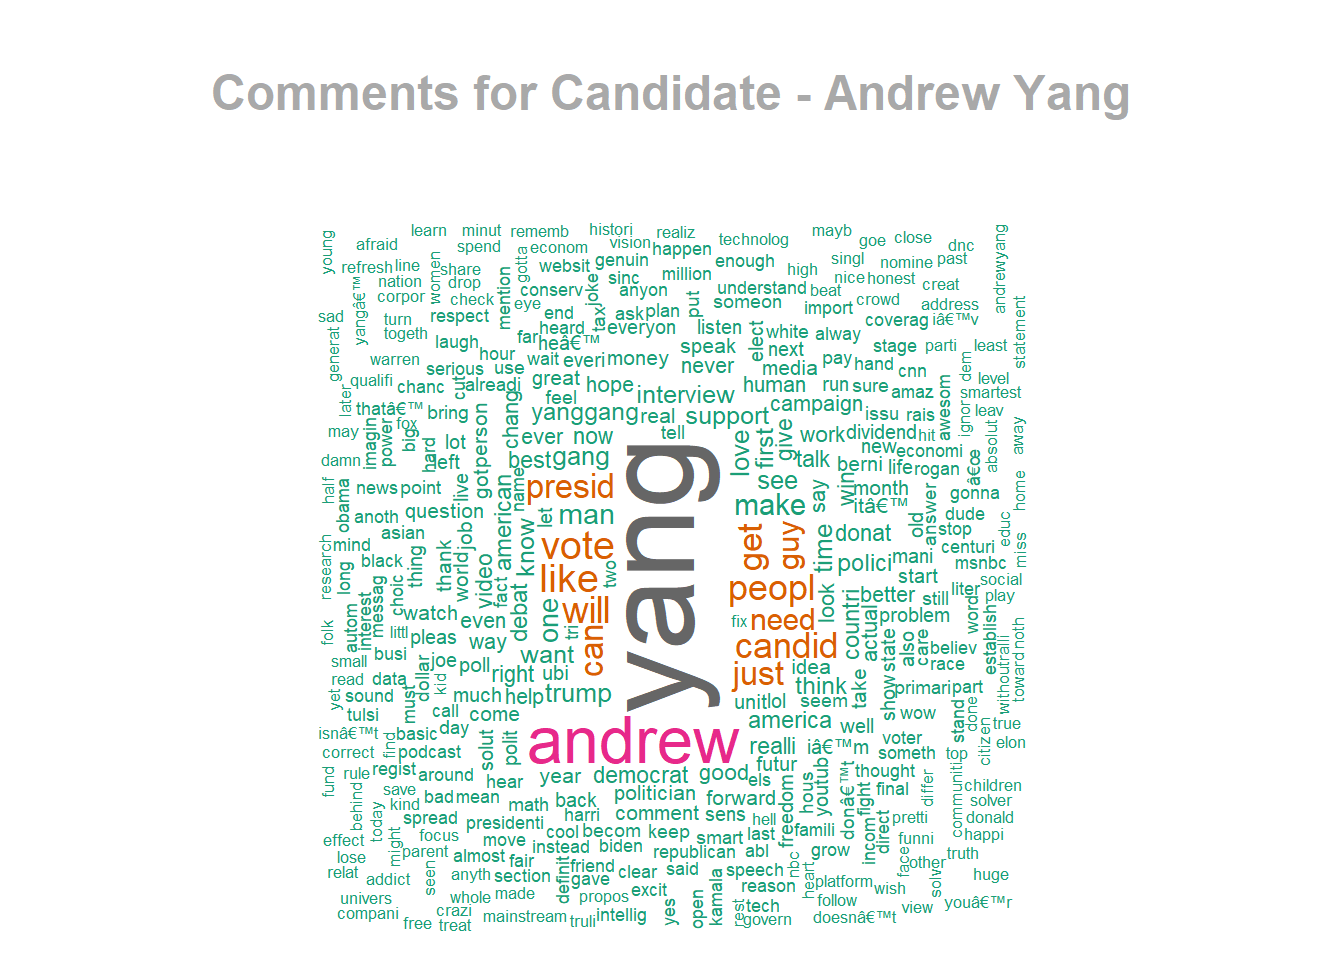 Comments for Candidate - Andrew Yang
learn minut rememb histori realiz mayb
young afraid spend econom vision happen technolog goe close dnc
refresh line women share websit gotta genuin enough singl nomine past andrewyang
nation drop sinc million high nice honest
yangâ€™ corpor check mention conserv eye joke anyon put understand beat crowd creat
sad turn respect end tax ask plan someon import coverag address iâ€™v statement
togeth laugh far heard heâ€™ everyon listen elect white alway
generat warren hour wait everi money speak next stage parti least
qualifi serious use great never media pay hand cnn dem level
later chanc cut alreadi feel hope interview human run sure amaz smartest
thatâ€™ fox bring chang yanggang real support campaign issu rais awesom ignor leav
may imagin power big hard lot person ever now tell love first give work dividend hit absolut away
damn left got best gang talk new economi
half news point live name presid see berni life rogan â€œ
obama anoth question american let man make say win month gonna home
asian job know itâ€™ old answer dude
mind thing thank world vote get guy time donat stop educ miss
research long black video two polici mani centuri msnbc
messag choic fact like peopl start social
autom interest watch debat will look better still liter play
folk littl even one tri fix need countri actual problem word
pleas way can candid also care believ establish
small busi joe poll want just idea state race without ralli toward noth
read data dollar kid right ubi think take show primari part
yet sound must much help trump yang unit lol seem
tulsi call come america well wow done true
isnâ€™t basic day solut polit andrew realli iâ€™m voter stand citizen elon
correct find podcast futur someth top
fund rule regist around hear year democrat good els youtub donâ€™t thought differ communiti children
behind save bad mean math back politician forward freedom hous fight final solver
today kind spread presidenti harri comment sens hell incom direct pretti donald
effect might focus move cool becom keep smart last famili funni happi
lose parent almost fair instead biden republican abl nbc grow face other truth
relat addict seen anyth section definit friend clear said speech heart platform solv huge
gave excit reason wish
univers whole made propos yes open kamala rest tech follow view youâ€™r
compani crazi mainstream truli intellig govern doesnâ€™t
free treat